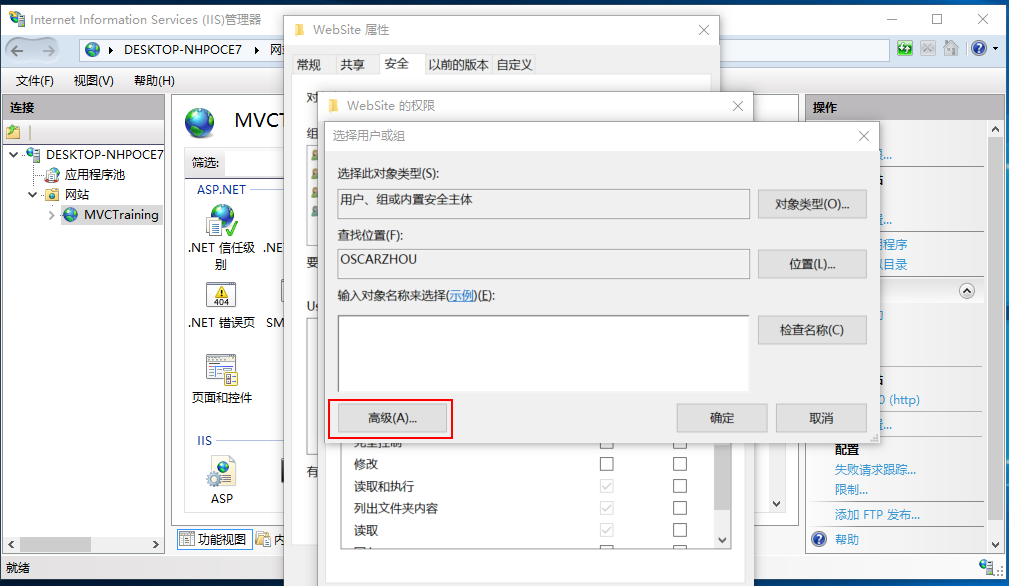 Internet Information Services (IIS)管理器
DESKTOP-NHPOCE7
文件(F) 视图(V) 帮助(H)
连接
DESKTOP-NHPOCE7
应用程序池
网站
MVCTraining
MVCT
筛选:
ASP.NET
.NET 信任级别
.NE
.NET 错误页
SM
页面和控件
IIS
ASP
功能视图
就绪
WebSite 属性
常规 共享 安全 以前的版本 自定义
WebSite 的权限
选择用户或组
选择此对象类型(S):
用户、组或内置安全主体
对象类型(O)...
查找位置(F):
OSCARZHOU
位置(L)...
输入对象名称来选择(示例)(E):
检查名称(C)
高级(A)...
确定
取消
完全控制
修改
读取和执行
列出文件夹内容
读取
操作
程序
目录
(http)
配置
失败请求跟踪...
限制...
添加 FTP 发布...
帮助